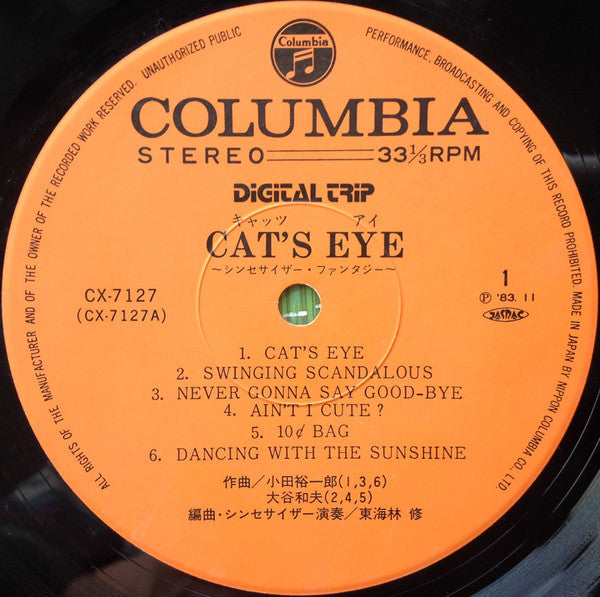 ALL RIGHTS OF THE MANUFACTURER AND OF THE OWNER OF THE RECORDED WORK RESERVED. UNAUTHORIZED PUBLIC PERFORMANCE, BROADCASTING AND COPYING OF THIS RECORD PROHIBITED. MADE IN JAPAN BY NIPPON COLUMBIA CO., LTD.
Columbia
COLUMBIA
STEREO 33⅓RPM
DIGITAL TRIP
キャッツ アイ
CAT'S EYE
~シンセサイザー・ファンタジー~
CX-7127
(CX-7127A)
1
Ⓟ '83. 11
JASRAC
1. CAT'S EYE
2. SWINGING SCANDALOUS
3. NEVER GONNA SAY GOOD-BYE
4. AIN'T I CUTE?
5. 10¢ BAG
6. DANCING WITH THE SUNSHINE
作曲/小田裕一郎(1,3,6)
大谷和夫(2,4,5)
編曲・シンセサイザー演奏/東海林 修